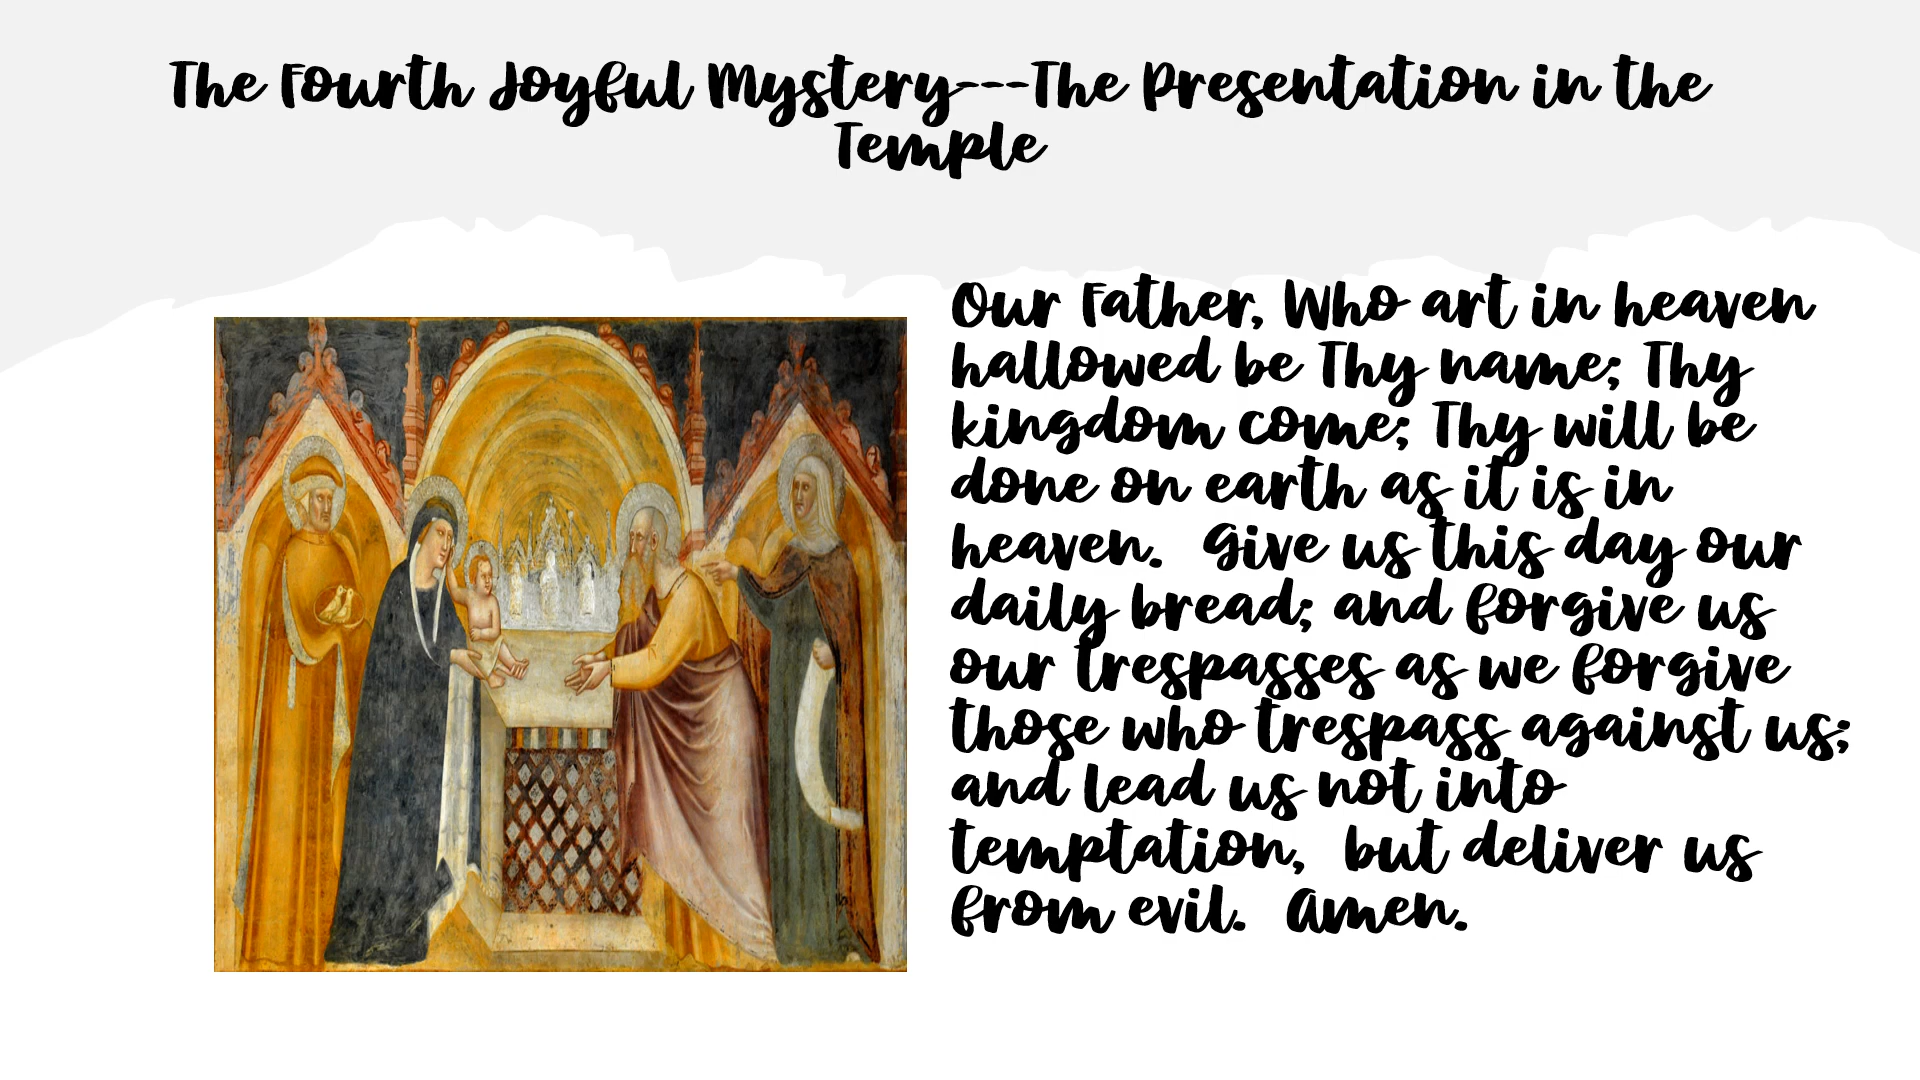 The Fourth Joyful Mystery---The Presentation in the
Temple
Our Father, Who art in heaven
hallowed be Thy name; Thy
kingdom come; Thy will be
done on earth as it is in
heaven.  Give us this day our
daily bread; and forgive us
our trespasses as we forgive
those who trespass against us;
and lead us not into
temptation,  but deliver us
from evil.  Amen.